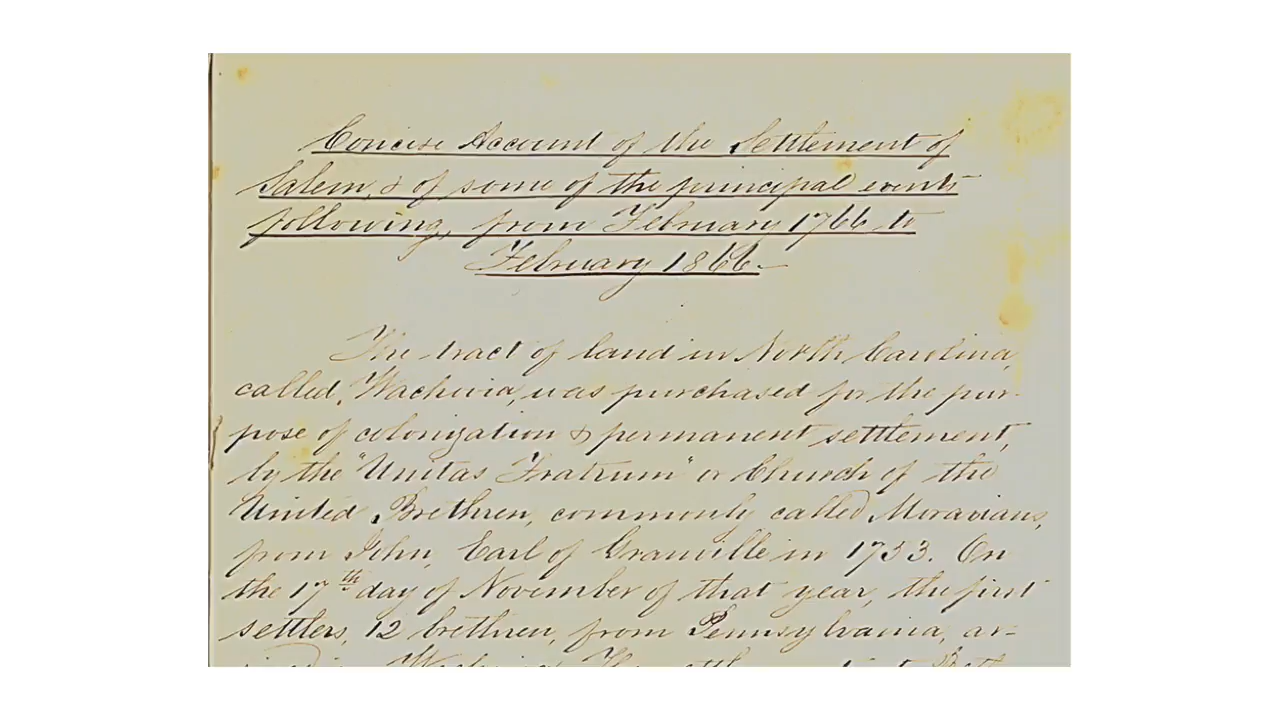 Concise Account of the Settlement of
Salem, & of some of the principal events
following, from February 1766 to
February 1866.—
The tract of land in North Carolina,
called, Wachovia, was purchased for the pur-
pose of colonization & permanent settlement,
by the "Unitas Fratrum" or Church of the
United Brethren, commonly called Moravians,
from John, Earl of Granville in 1753. On
the 17th day of November of that year, the first
settlers, 12 brethren, from Pennsylvania, ar-